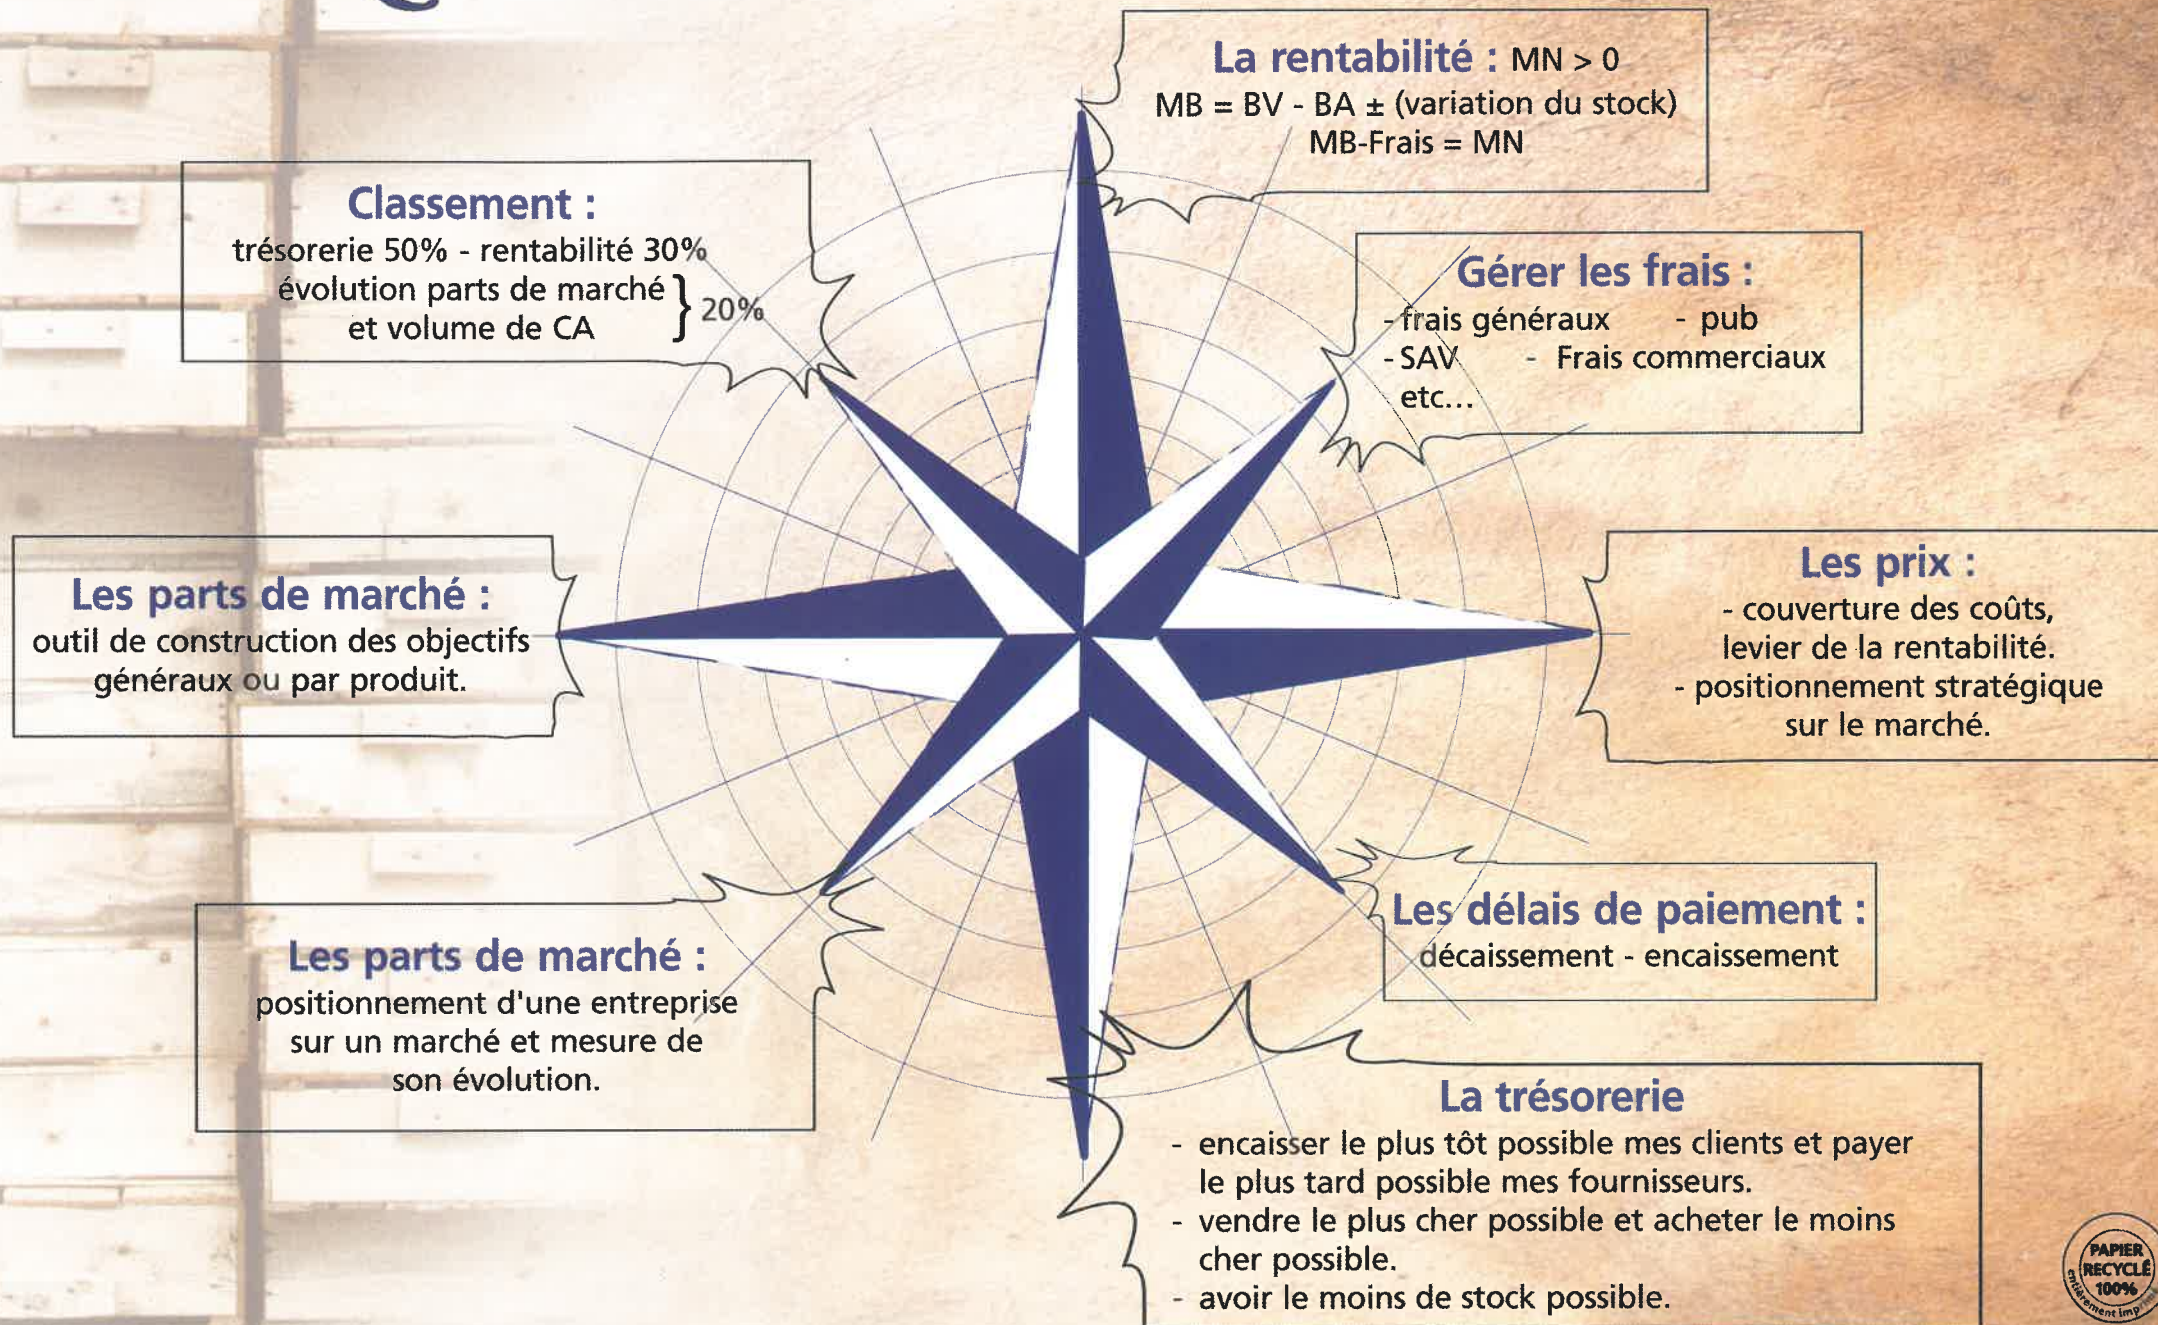 La rentabilité : MN > 0
MB = BV - BA ± (variation du stock)
MB-Frais = MN
Classement :
trésorerie 50% - rentabilité 30%
évolution parts de marché
et volume de CA } 20%
Gérer les frais :
- frais généraux - pub
- SAV - Frais commerciaux
etc...
Les parts de marché :
outil de construction des objectifs
généraux ou par produit.
Les prix :
- couverture des coûts,
levier de la rentabilité.
- positionnement stratégique
sur le marché.
Les parts de marché :
positionnement d'une entreprise
sur un marché et mesure de
son évolution.
Les délais de paiement :
décaissement - encaissement
La trésorerie
- encaisser le plus tôt possible mes clients et payer
le plus tard possible mes fournisseurs.
- vendre le plus cher possible et acheter le moins
cher possible.
- avoir le moins de stock possible.
PAPIER
RECYCLÉ
100%
entièrement